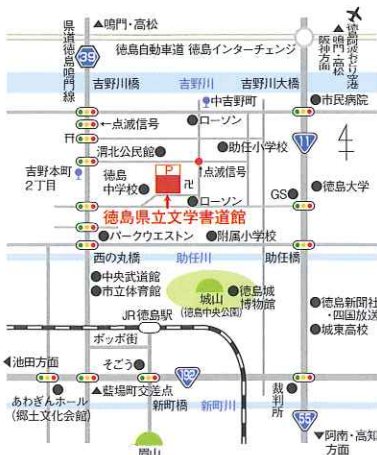 ▲鳴門・高松
徳島阿波おどり空港
▲鳴門・高松
阪神方面
県道徳島鳴門線
39
徳島自動車道 徳島インターチェンジ
吉野川橋
吉野川
吉野川大橋
中吉野町
市民病院
←点滅信号
ローソン
11
4
渭北公民館
助任小学校
吉野本町
2丁目
P
点滅信号
徳島
中学校
卍
徳島大学
GS
ローソン
徳島県立文学書道館
パークウエストン
附属小学校
西の丸橋
助任川
助任橋
中央武道館
市立体育館
徳島城
博物館
城山
(徳島中央公園)
JR徳島駅
徳島新聞社
・四国放送
ポッポ街
城東高校
◀池田方面
そごう
192
あわぎんホール
(郷土文化会館)
▲藍場町交差点
裁判所
新町橋
新町川
55
眉山
▼阿南・高知
方面